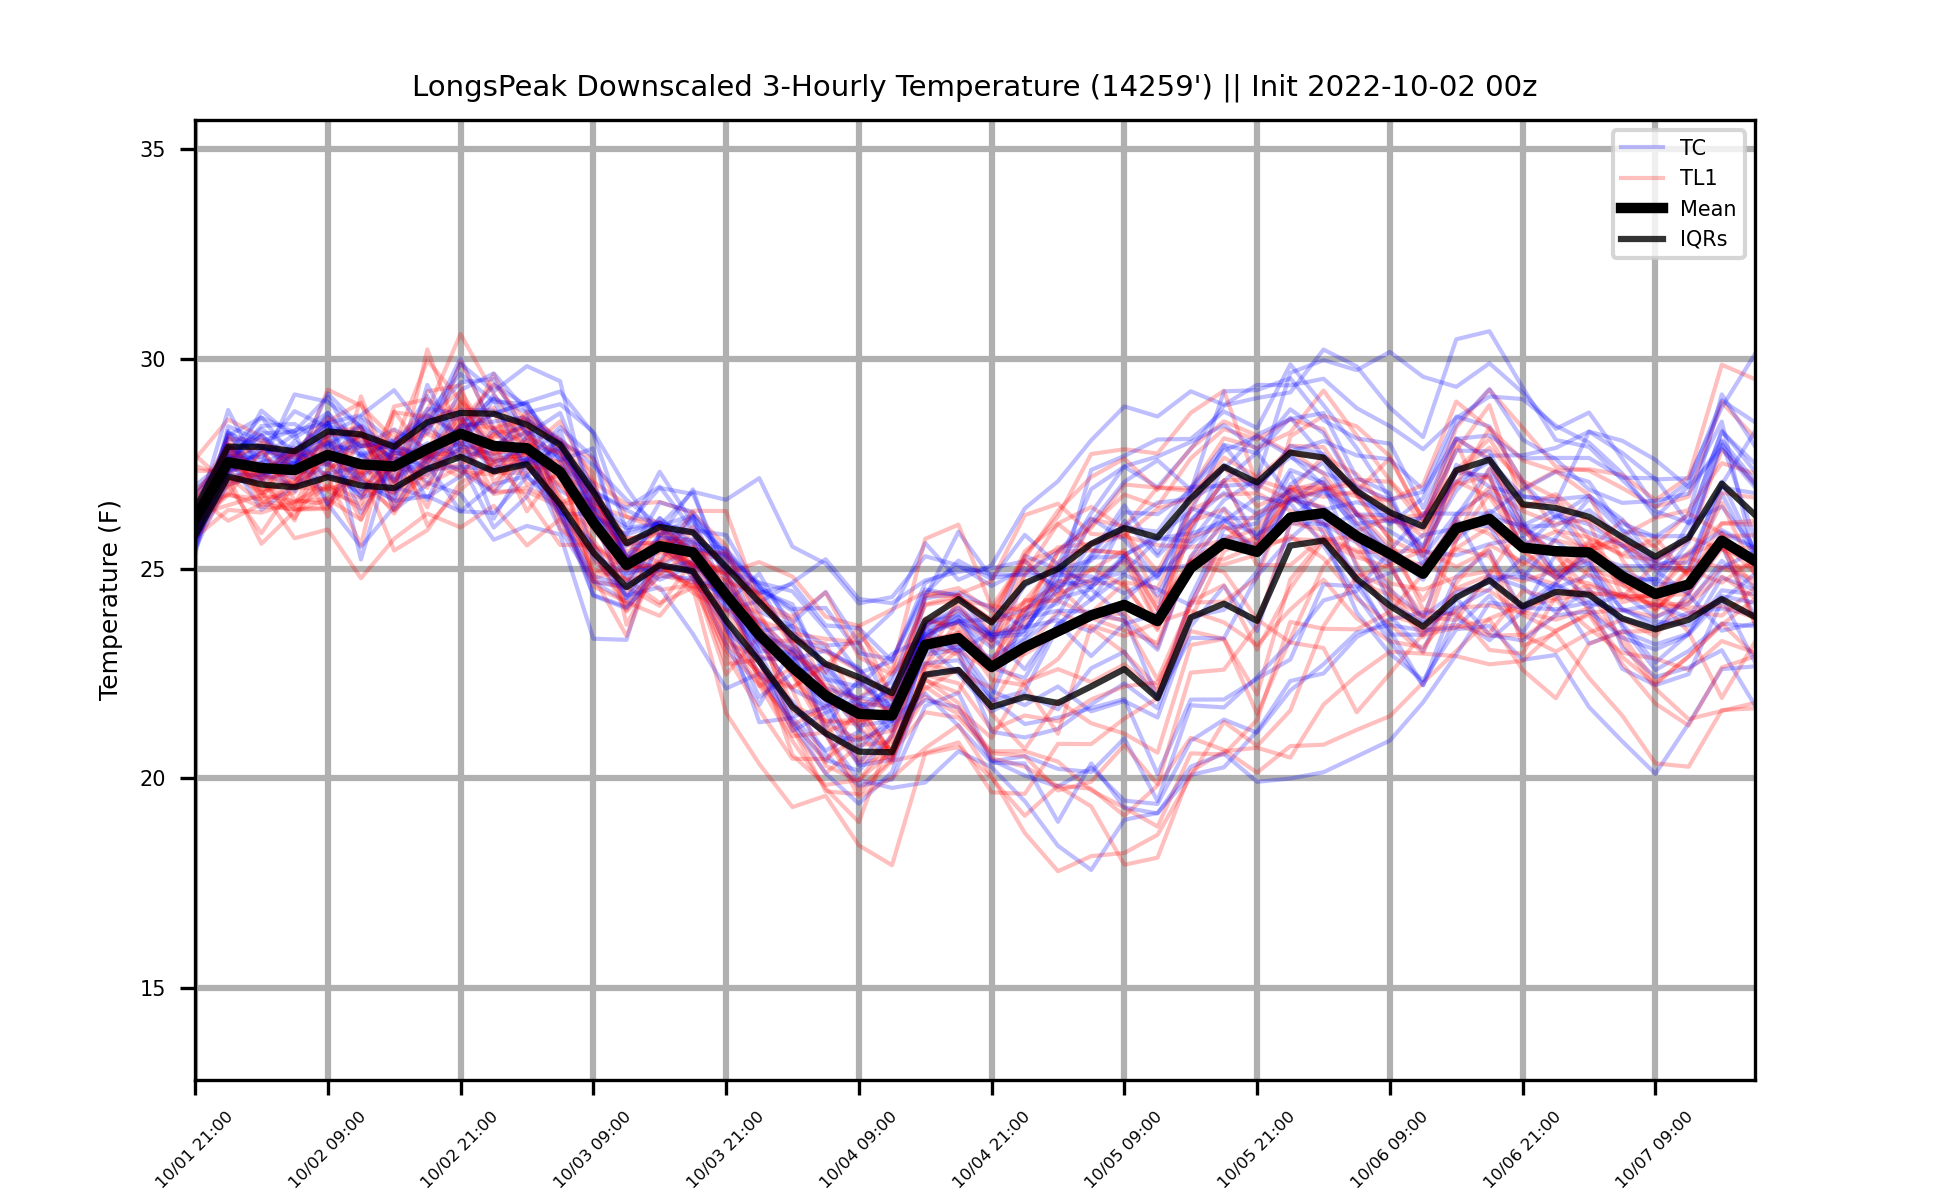 LongsPeak Downscaled 3-Hourly Temperature (14259') || Init 2022-10-02 00z
TC
TL1
Mean
IQRs
Temperature (F)
35
30
25
20
15
10/01 21:00
10/02 09:00
10/02 21:00
10/03 09:00
10/03 21:00
10/04 09:00
10/04 21:00
10/05 09:00
10/05 21:00
10/06 09:00
10/06 21:00
10/07 09:00